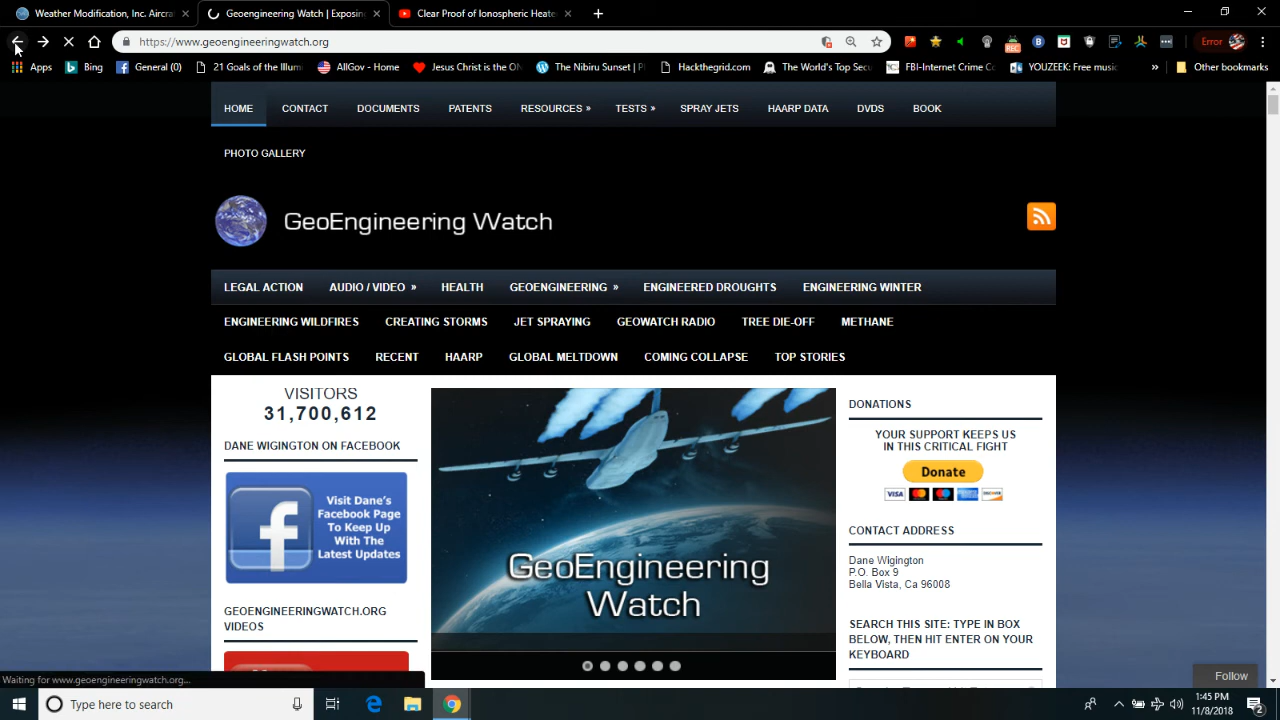 Weather Modification, Inc. Aircra
Geoengineering Watch | Exposing
Clear Proof of Ionospheric Heate
https://www.geoengineeringwatch.org
REC
Error
Apps
Bing
General (0)
21 Goals of the Illum
AllGov - Home
Jesus Christ is the ON
The Nibiru Sunset | P
Hackthegrid.com
The World's Top Secu
FBI-Internet Crime Co
YOUZEEK: Free music
»
Other bookmarks
HOME
CONTACT
DOCUMENTS
PATENTS
RESOURCES »
TESTS »
SPRAY JETS
HAARP DATA
DVDS
BOOK
PHOTO GALLERY
GeoEngineering Watch
LEGAL ACTION
AUDIO / VIDEO »
HEALTH
GEOENGINEERING »
ENGINEERED DROUGHTS
ENGINEERING WINTER
ENGINEERING WILDFIRES
CREATING STORMS
JET SPRAYING
GEOWATCH RADIO
TREE DIE-OFF
METHANE
GLOBAL FLASH POINTS
RECENT
HAARP
GLOBAL MELTDOWN
COMING COLLAPSE
TOP STORIES
VISITORS
31,700,612
DANE WIGINGTON ON FACEBOOK
Visit Dane's
Facebook Page
To Keep Up
With The
Latest Updates
GEOENGINEERINGWATCH.ORG
VIDEOS
GeoEngineering
Watch
DONATIONS
YOUR SUPPORT KEEPS US
IN THIS CRITICAL FIGHT
Donate
VISA
CONTACT ADDRESS
Dane Wigington
P.O. Box 9
Bella Vista, Ca 96008
SEARCH THIS SITE: TYPE IN BOX
BELOW, THEN HIT ENTER ON YOUR
KEYBOARD
Follow
Waiting for www.geoengineeringwatch.org...
Type here to search
1:45 PM
11/8/2018
2